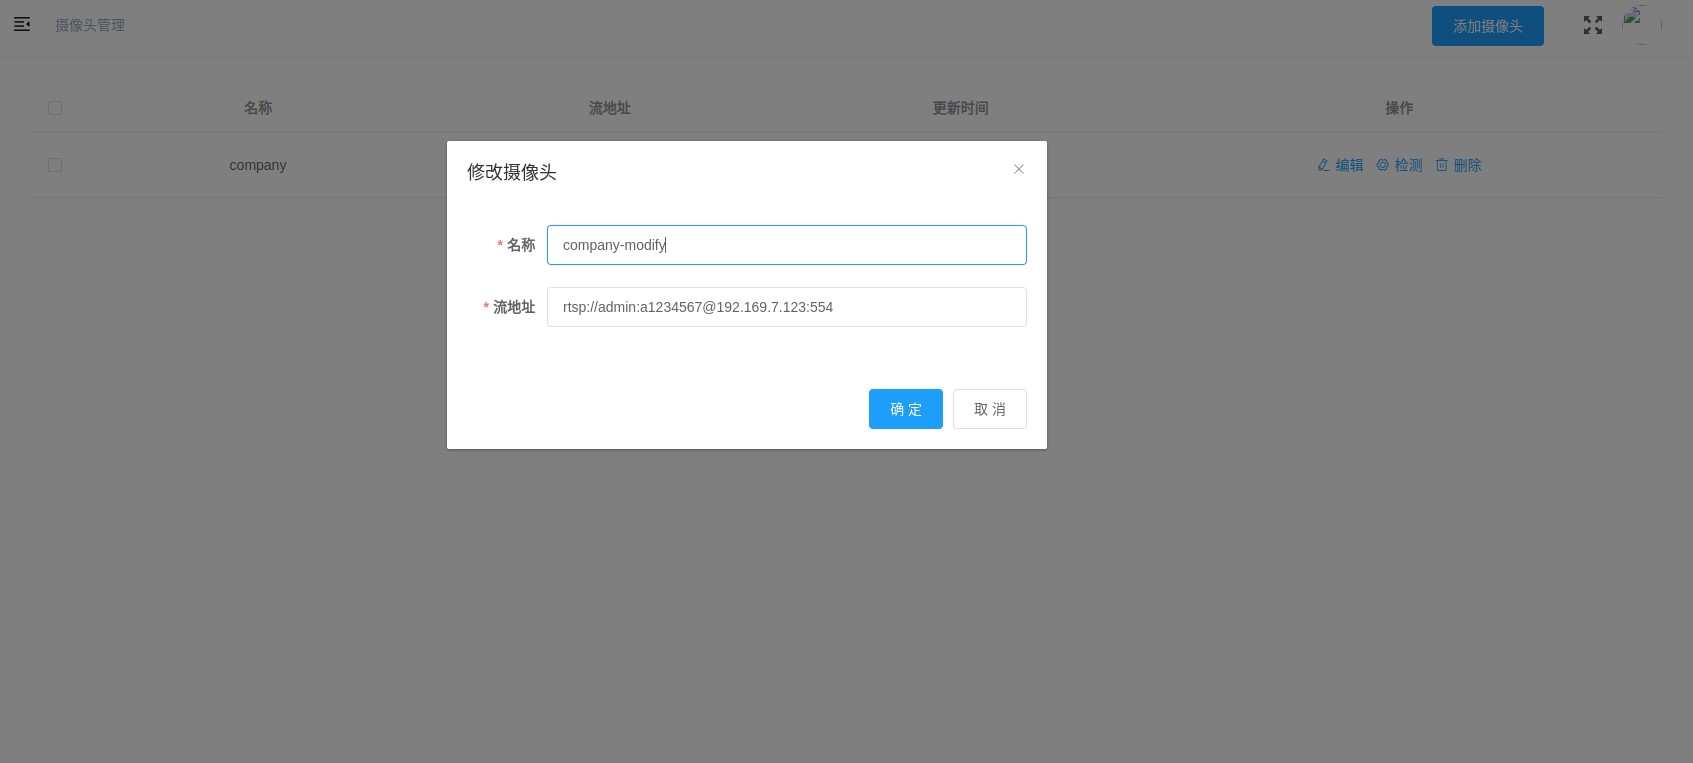 摄像头管理
添加摄像头
名称 流地址 更新时间 操作
company 编辑 检测 删除
修改摄像头
* 名称 company-modify
* 流地址 rtsp://admin:a1234567@192.169.7.123:554
确 定 取 消